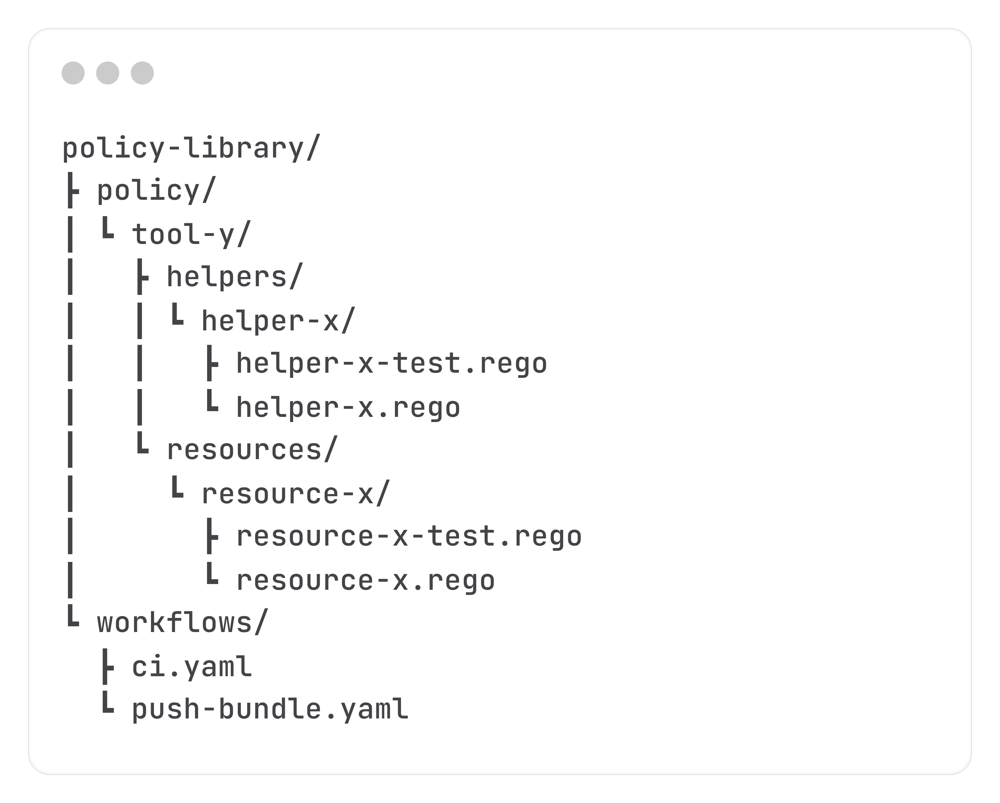 policy-library/
┣ policy/
┃ ┗ tool-y/
┃   ┣ helpers/
┃   ┃ ┗ helper-x/
┃   ┃   ┣ helper-x-test.rego
┃   ┃   ┗ helper-x.rego
┃   ┗ resources/
┃     ┗ resource-x/
┃       ┣ resource-x-test.rego
┃       ┗ resource-x.rego
┗ workflows/
  ┣ ci.yaml
  ┗ push-bundle.yaml